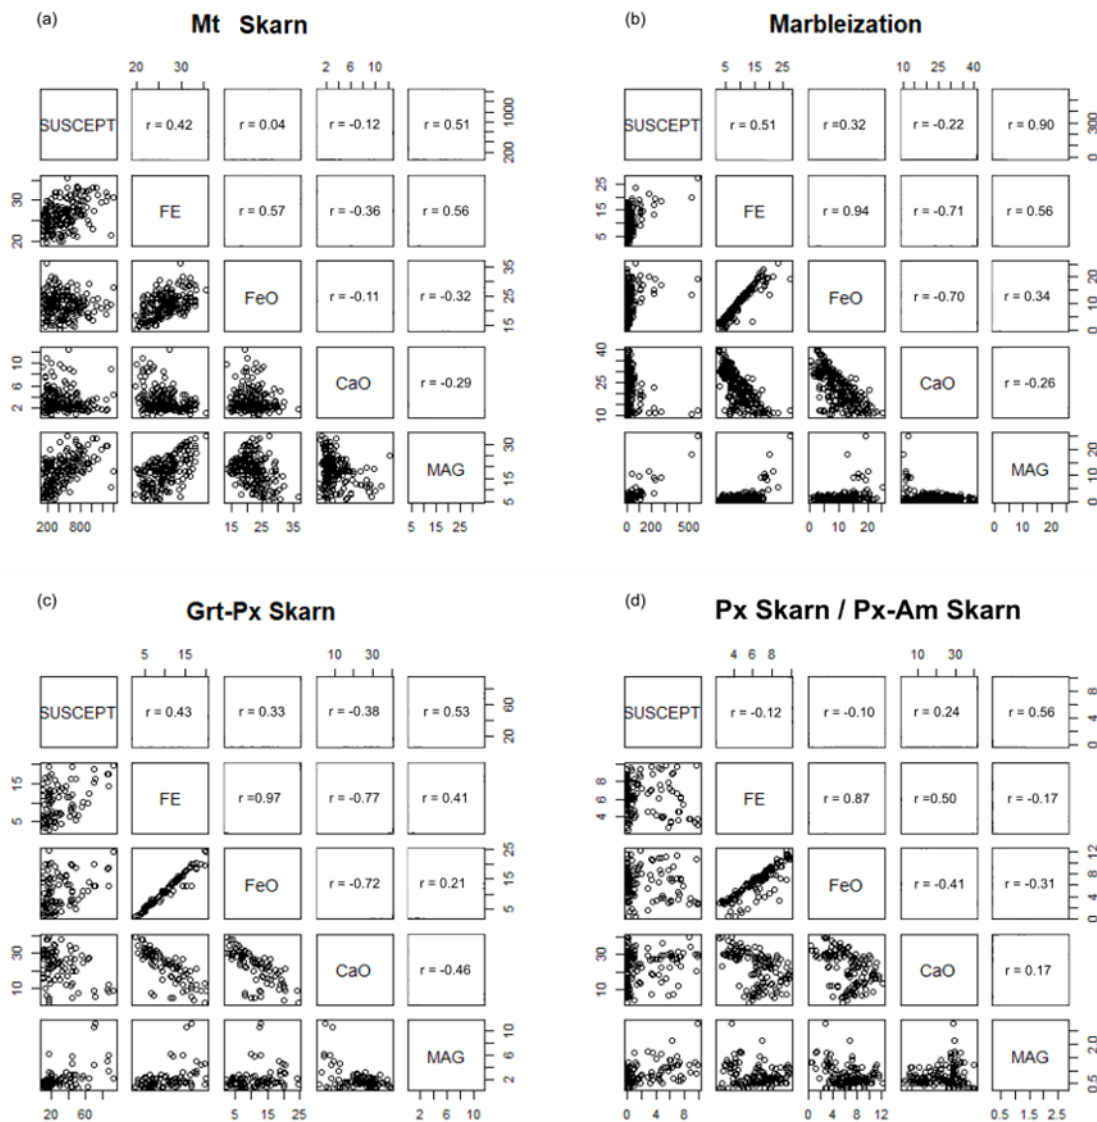 (a)
Mt Skarn
20 30
2 6 10
SUSCEPT
r = 0.42
r = 0.04
r = -0.12
r = 0.51
200 1000
20 30
FE
r = 0.57
r = -0.36
r = 0.56
FeO
r = -0.11
r = -0.32
15 25 35
2 6 10
CaO
r = -0.29
MAG
5 15 30
200 800
15 25 35
5 15 25
(b)
Marbleization
5 15 25
10 25 40
SUSCEPT
r = 0.51
r =0.32
r = -0.22
r = 0.90
0 300
5 15 25
FE
r = 0.94
r = -0.71
r = 0.56
FeO
r = -0.70
r = 0.34
0 10 20
10 25 40
CaO
r = -0.26
MAG
0 10 20
0 200 500
0 10 20
0 10 20
(c)
Grt-Px Skarn
5 15
10 30
SUSCEPT
r = 0.43
r = 0.33
r = -0.38
r = 0.53
20 60
5 15
FE
r =0.97
r = -0.77
r = 0.41
FeO
r = -0.72
r = 0.21
5 15 25
10 30
CaO
r = -0.46
MAG
2 6 10
20 60
5 15 25
2 6 10
(d)
Px Skarn / Px-Am Skarn
4 6 8
10 30
SUSCEPT
r = -0.12
r = -0.10
r = 0.24
r = 0.56
0 4 8
4 6 8
FE
r = 0.87
r =0.50
r = -0.17
FeO
r = -0.41
r = -0.31
0 4 8 12
10 30
CaO
r = 0.17
MAG
0.5 2.0
0 4 8
0 4 8 12
0.5 1.5 2.5